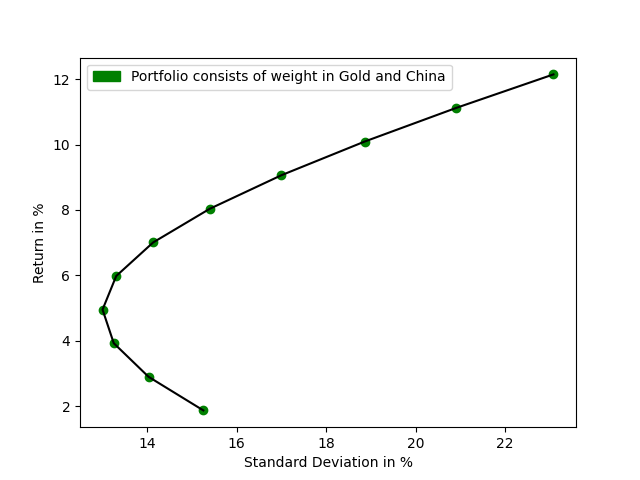 Portfolio consists of weight in Gold and China
12
10
8
6
4
2
Return in %
14 16 18 20 22
Standard Deviation in %